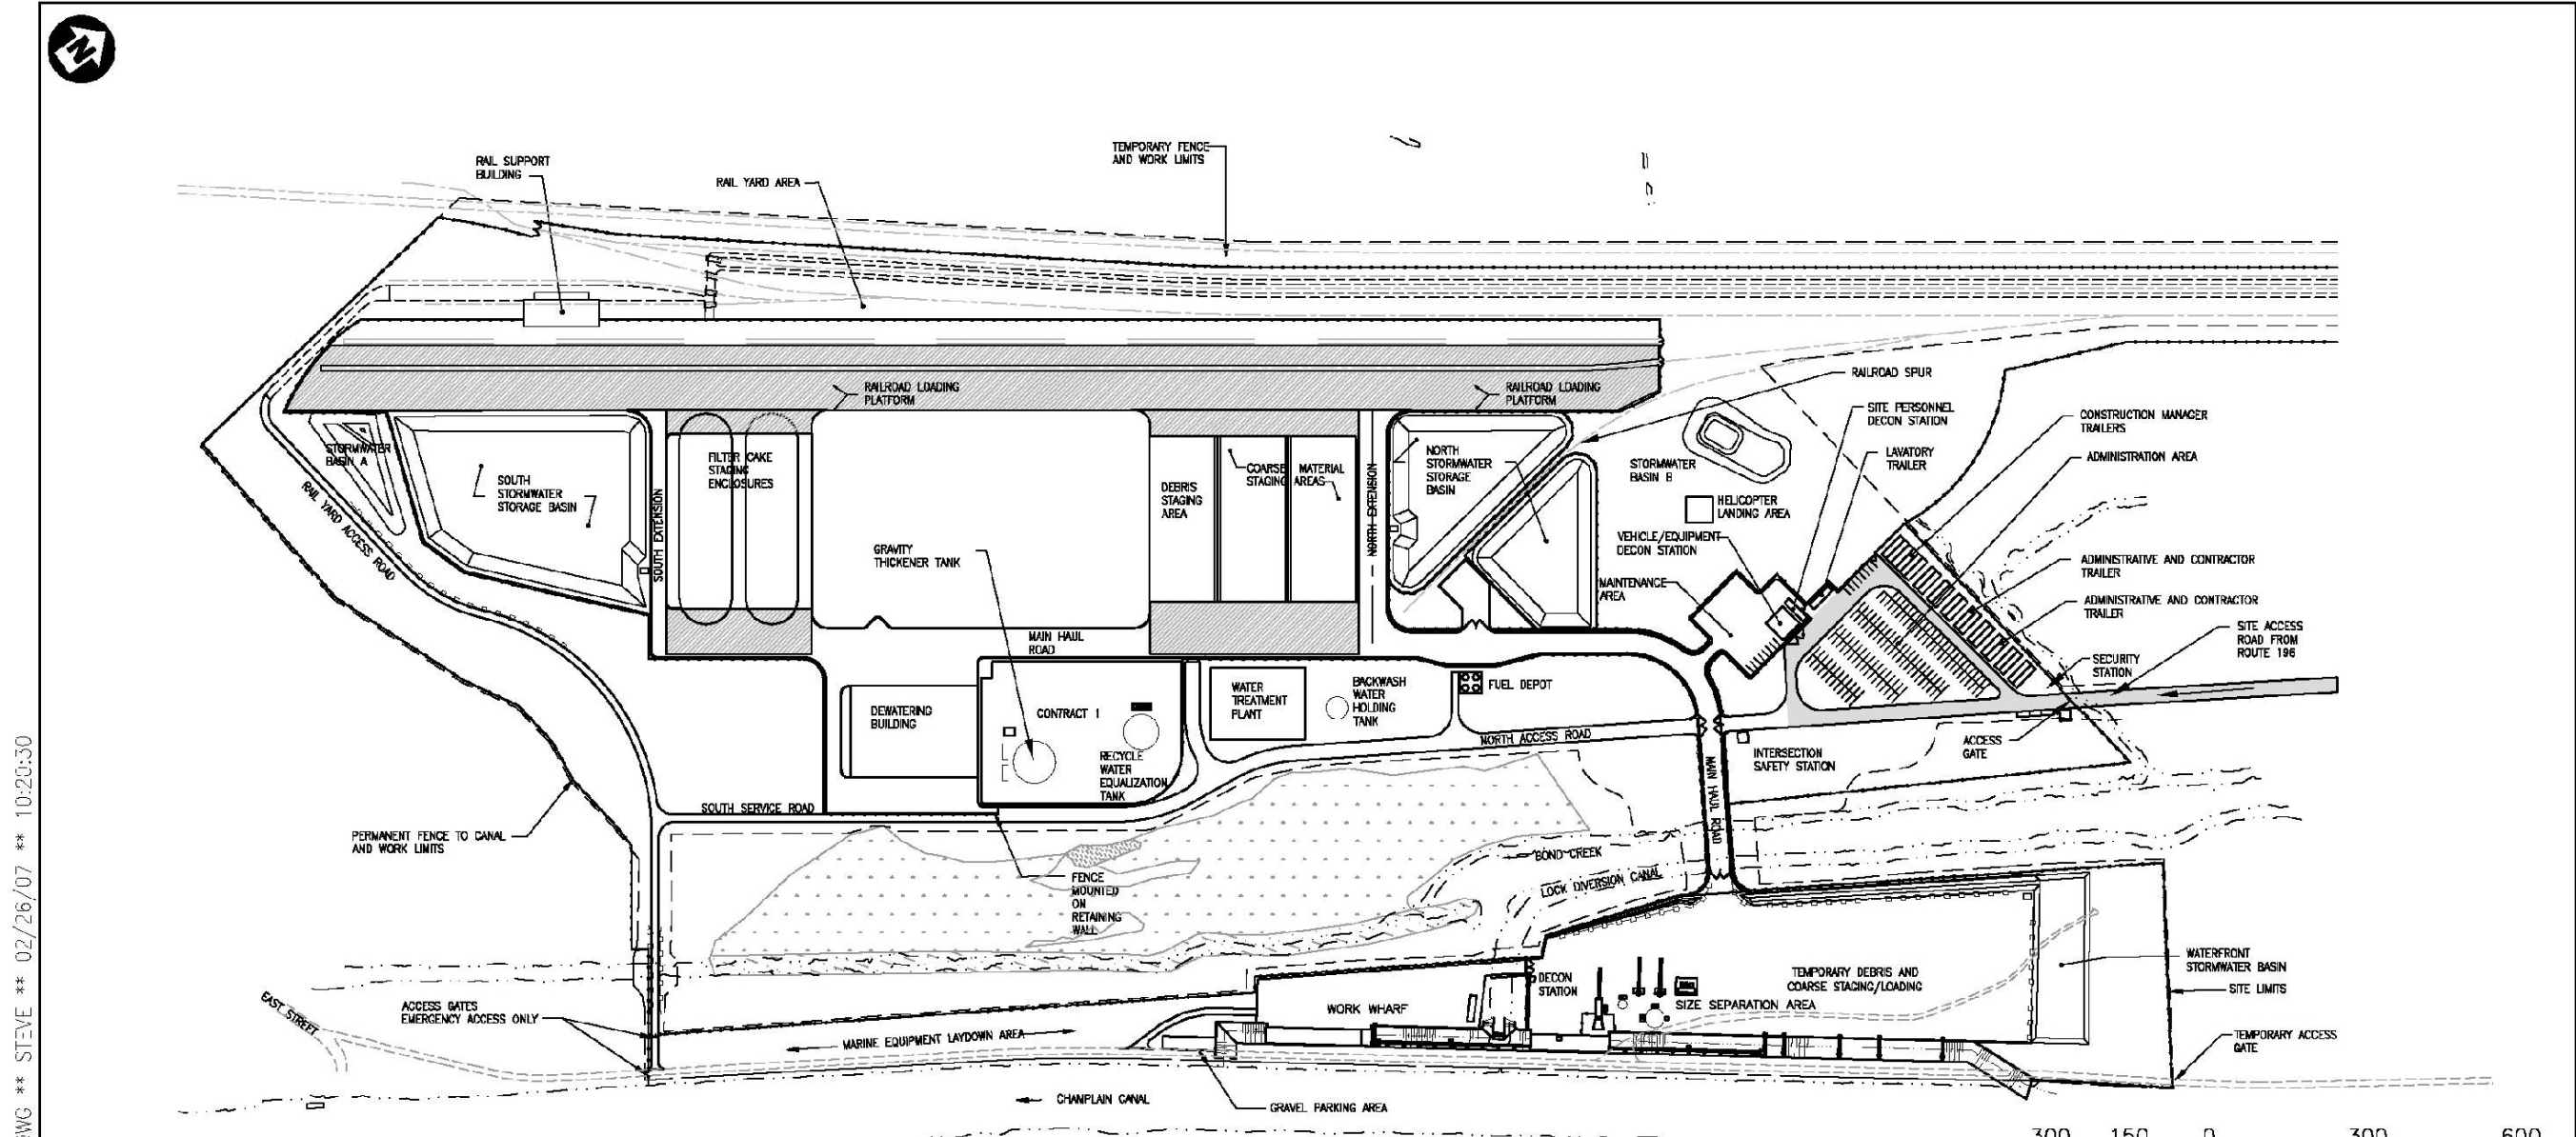 N
TEMPORARY FENCE
AND WORK LIMITS
RAIL SUPPORT
BUILDING
RAIL YARD AREA
RAILROAD SPUR
RAILROAD LOADING
PLATFORM
RAILROAD LOADING
PLATFORM
SITE PERSONNEL
DECON STATION
CONSTRUCTION MANAGER
TRAILERS
LAVATORY
TRAILER
ADMINISTRATION AREA
STORMWATER
BASIN A
SOUTH
STORMWATER
STORAGE BASIN
FILTER CAKE
STAGING
ENCLOSURES
DEBRIS
STAGING
AREA
COARSE MATERIAL
STAGING AREAS
NORTH
STORMWATER
STORAGE
BASIN
STORMWATER
BASIN B
HELICOPTER
LANDING AREA
SOUTH EXTENSION
NORTH EXTENSION
RAIL YARD ACCESS ROAD
GRAVITY
THICKENER TANK
VEHICLE/EQUIPMENT
DECON STATION
MAINTENANCE
AREA
ADMINISTRATIVE AND CONTRACTOR
TRAILER
ADMINISTRATIVE AND CONTRACTOR
TRAILER
SITE ACCESS
ROAD FROM
ROUTE 196
SECURITY
STATION
MAIN HAUL
ROAD
DEWATERING
BUILDING
CONTRACT 1
WATER
TREATMENT
PLANT
BACKWASH
WATER
HOLDING
TANK
FUEL DEPOT
RECYCLE
WATER
EQUALIZATION
TANK
NORTH ACCESS ROAD
INTERSECTION
SAFETY STATION
ACCESS
GATE
MAIN HAUL ROAD
SOUTH SERVICE ROAD
PERMANENT FENCE TO CANAL
AND WORK LIMITS
FENCE
MOUNTED
ON
RETAINING
WALL
BOND CREEK
LOCK DIVERSION CANAL
EAST STREET
ACCESS GATES
EMERGENCY ACCESS ONLY
MARINE EQUIPMENT LAYDOWN AREA
WORK WHARF
DECON
STATION
SIZE SEPARATION AREA
TEMPORARY DEBRIS AND
COARSE STAGING/LOADING
WATERFRONT
STORMWATER BASIN
SITE LIMITS
TEMPORARY ACCESS
GATE
CHAMPLAIN CANAL
GRAVEL PARKING AREA
300 150 0 300 600
WG ** STEVE ** 02/26/07 ** 10:20:30